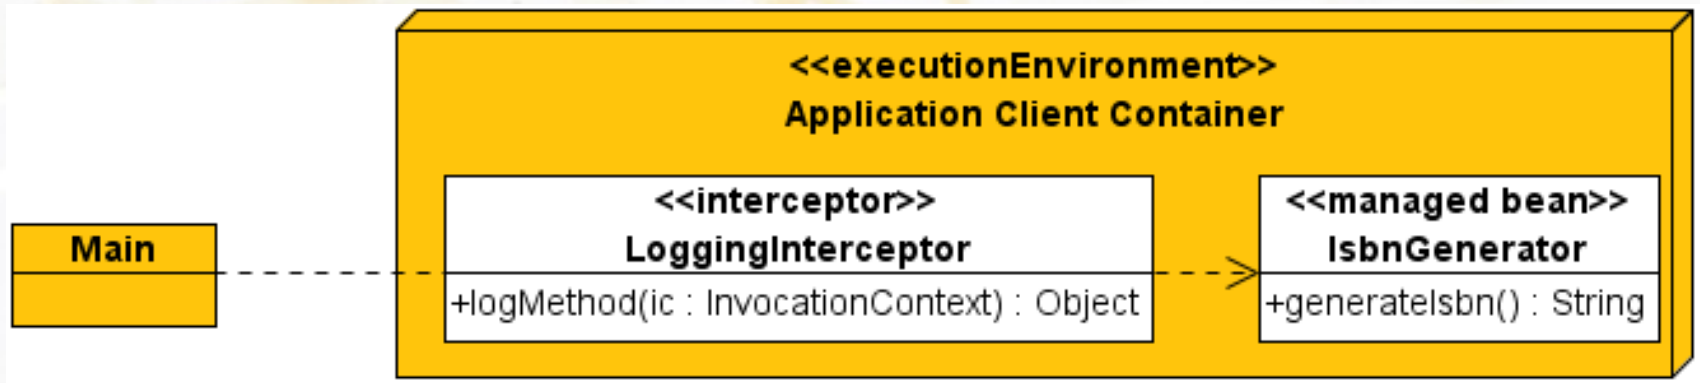 <<executionEnvironment>>
Application Client Container
Main
<<interceptor>>
LoggingInterceptor
+logMethod(ic : InvocationContext) : Object
<<managed bean>>
IsbnGenerator
+generateIsbn() : String